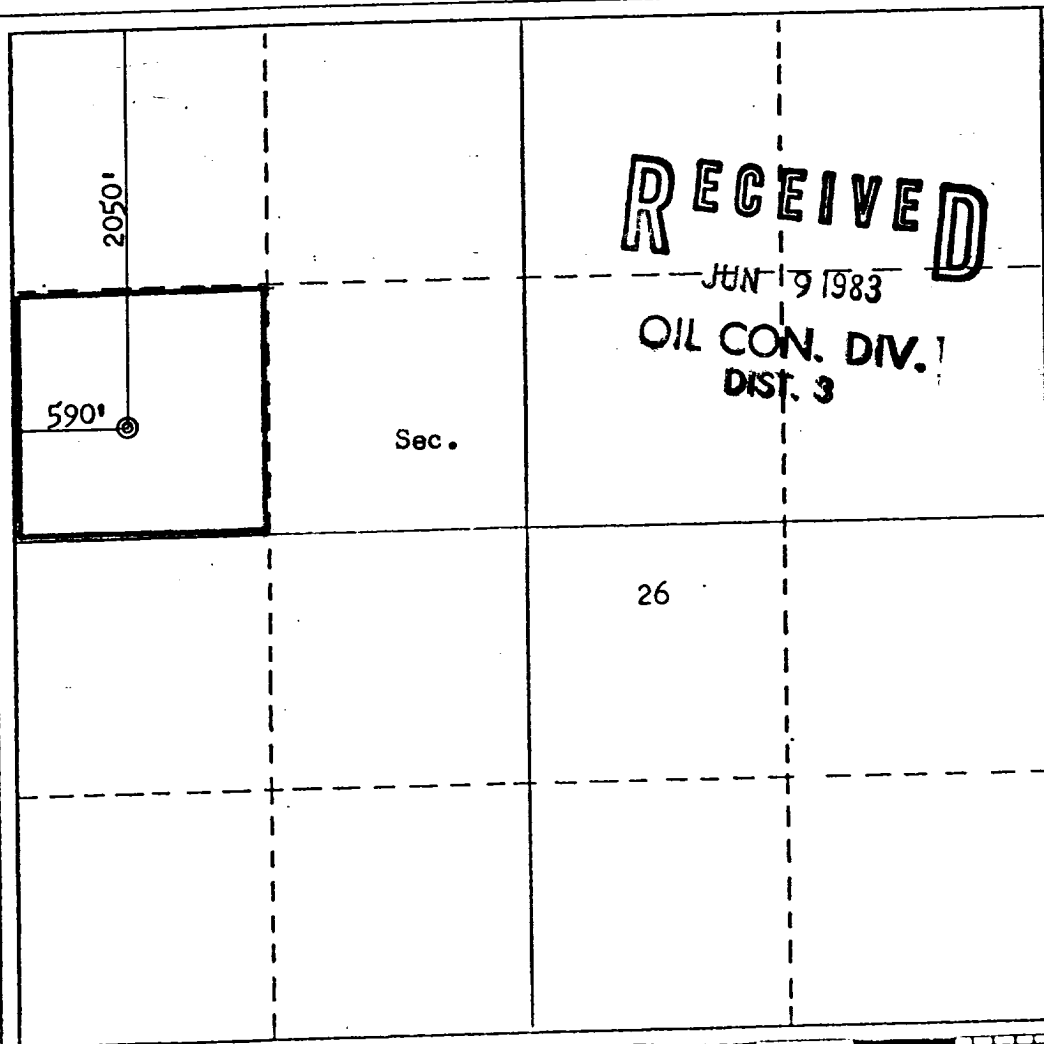 2050'
RECEIVED
JUN 9 1983
OIL CON. DIV.
DIST. 3
590'
Sec.
26